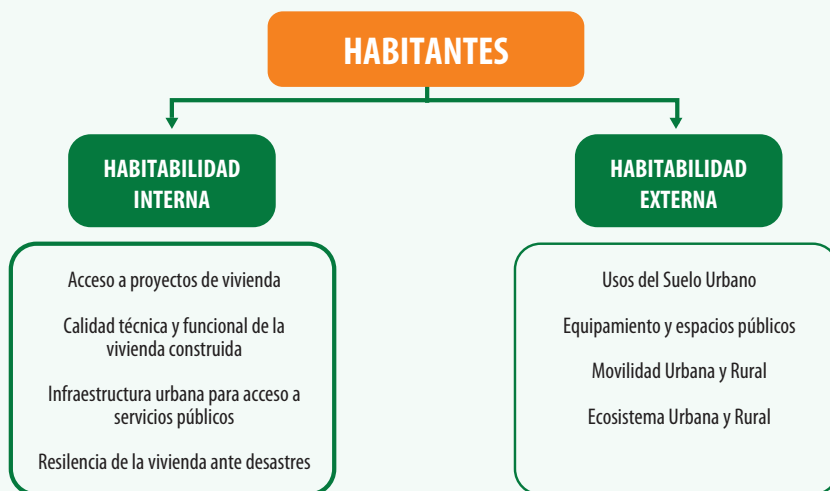 HABITANTES
HABITABILIDAD
INTERNA
Acceso a proyectos de vivienda
Calidad técnica y funcional de la
vivienda construida
Infraestructura urbana para acceso a
servicios públicos
Resilencia de la vivienda ante desastres
HABITABILIDAD
EXTERNA
Usos del Suelo Urbano
Equipamiento y espacios públicos
Movilidad Urbana y Rural
Ecosistema Urbana y Rural